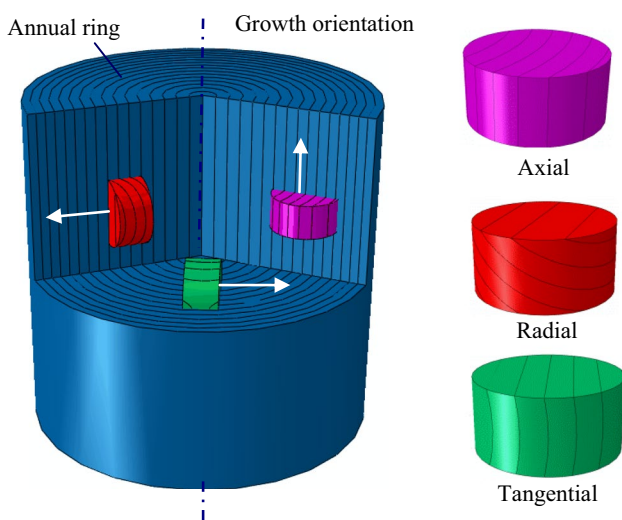 Growth orientation
Annual ring
Axial
Radial
Tangential